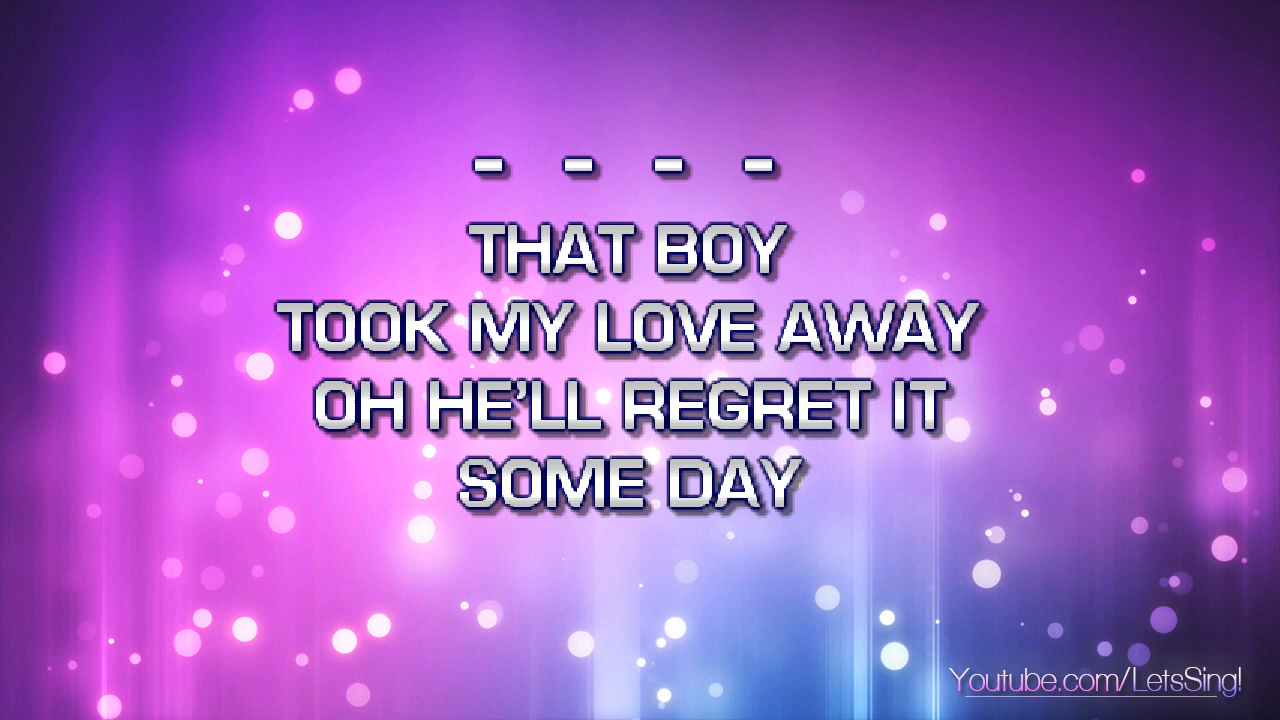 - - - -
THAT BOY
TOOK MY LOVE AWAY
OH HE'LL REGRET IT
SOME DAY
Youtube.com/LetsSing!